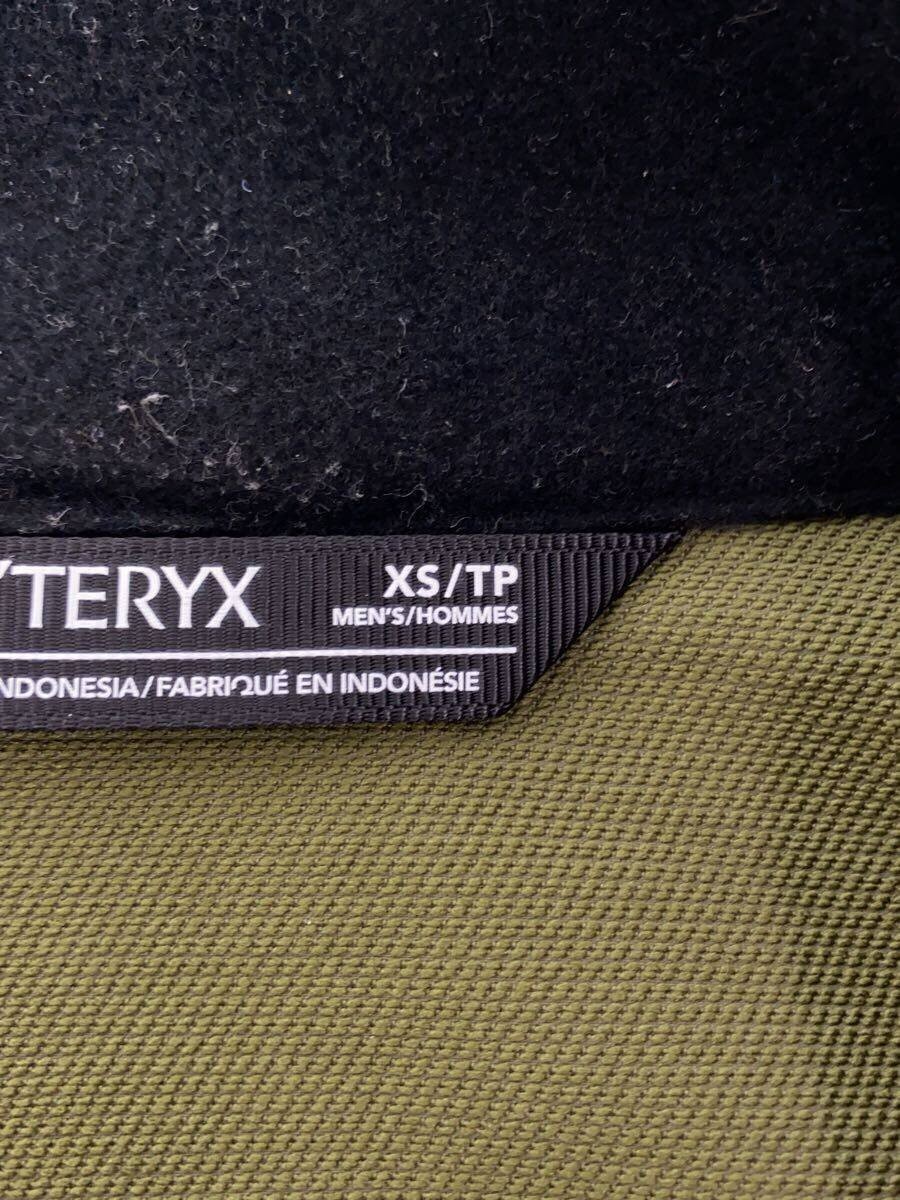 'TERYX
XS/TP
MEN'S/HOMMES
INDONESIA/FABRIQUÉ EN INDONÉSIE